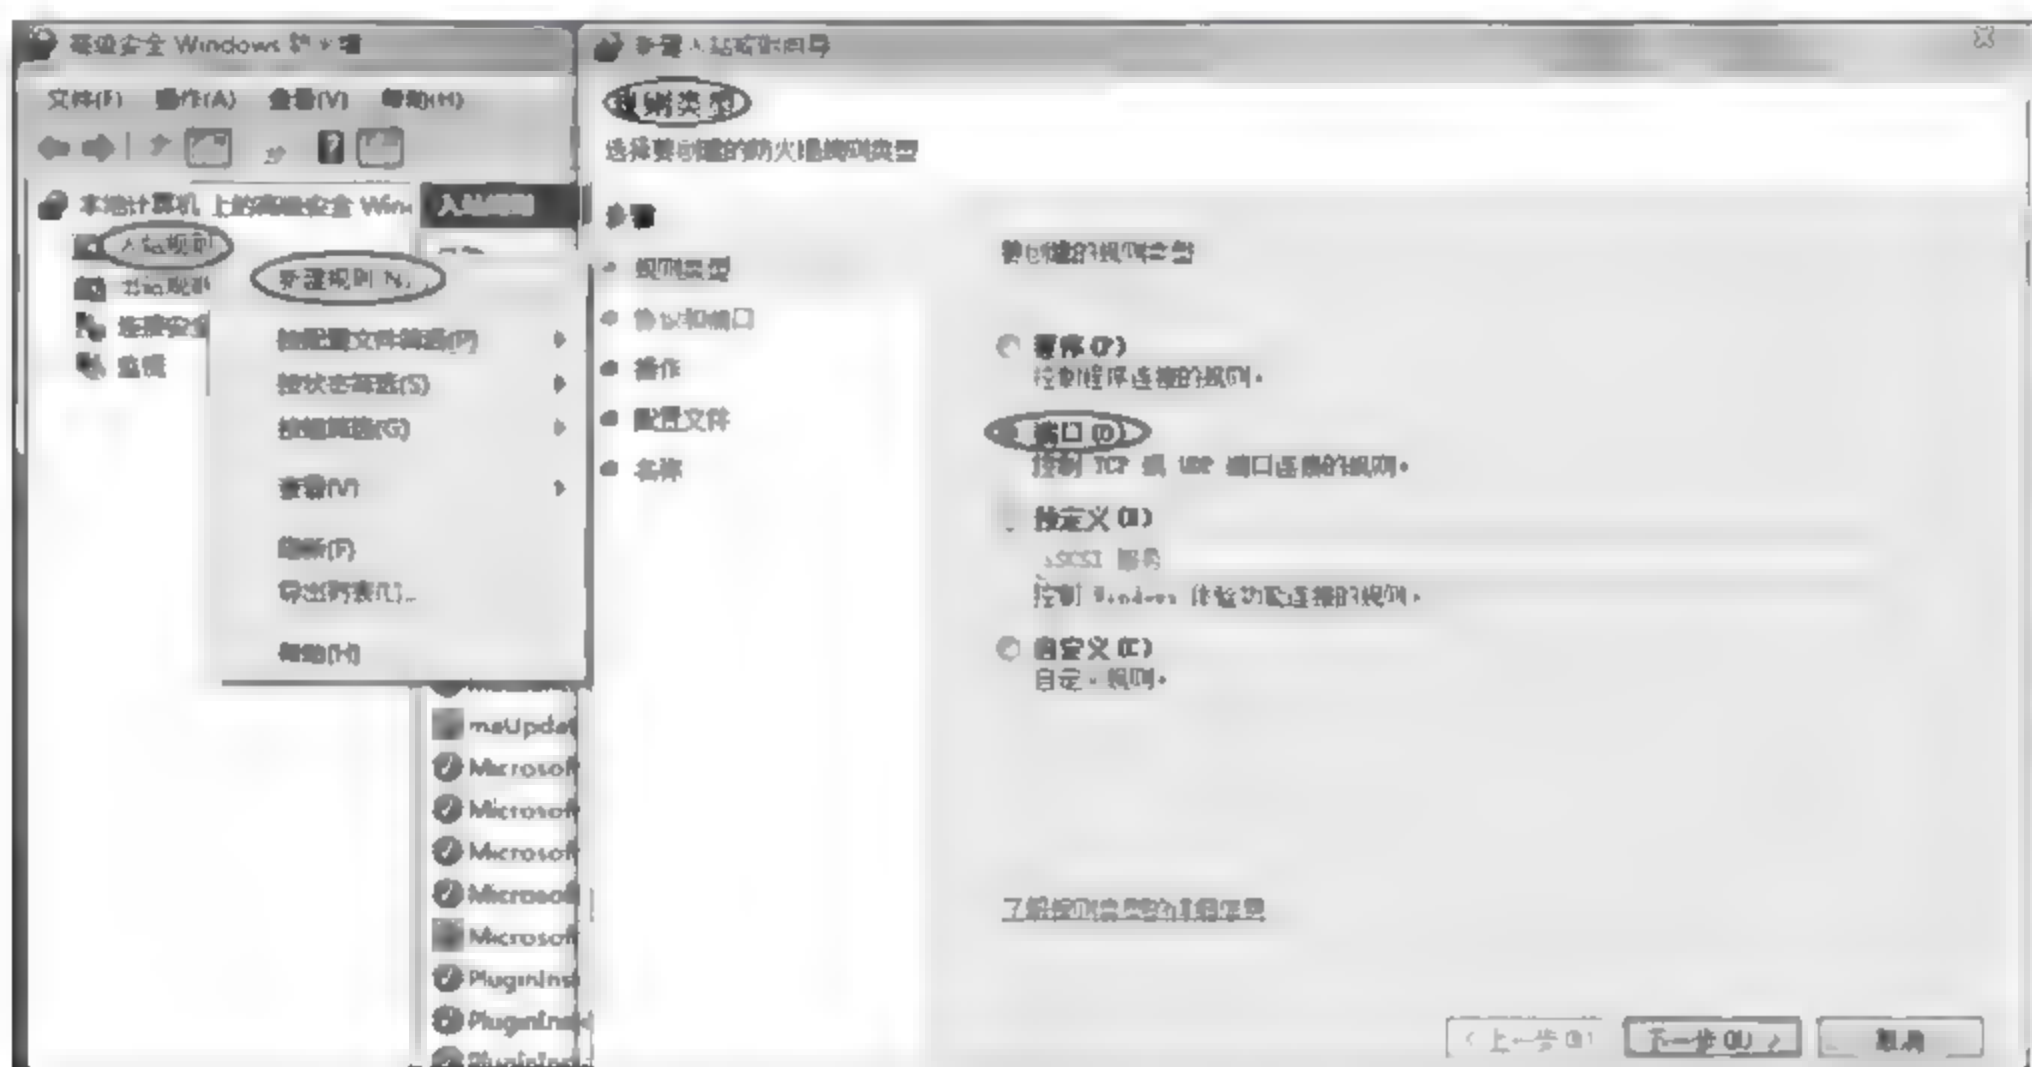 高级安全 Windows 防火墙
文件(F) 操作(A) 查看(V) 帮助(H)
本地计算机 上的高级安全 Win
入站规则
出站规则
连接安全
监视
新建规则(N)
按配置文件筛选(P)
按状态筛选(S)
按组筛选(G)
查看(V)
刷新(F)
导出列表(L)...
帮助(H)
入站规则
Microsoft
Microsoft
Microsoft
Microsoft
Microsoft
PluginIns
PluginIns
新建入站规则向导
规则类型
选择要创建的防火墙规则类型
步骤
规则类型
协议和端口
操作
配置文件
名称
要创建的规则类型
控制程序连接的规则。
端口(O)
控制 TCP 或 UDP 端口连接的规则。
预定义
控制 Windows 体验功能连接的规则。
自定义(C)
自定义规则。
了解规则类型的详细信息
< 上一步(B)
下一步(N) >
取消